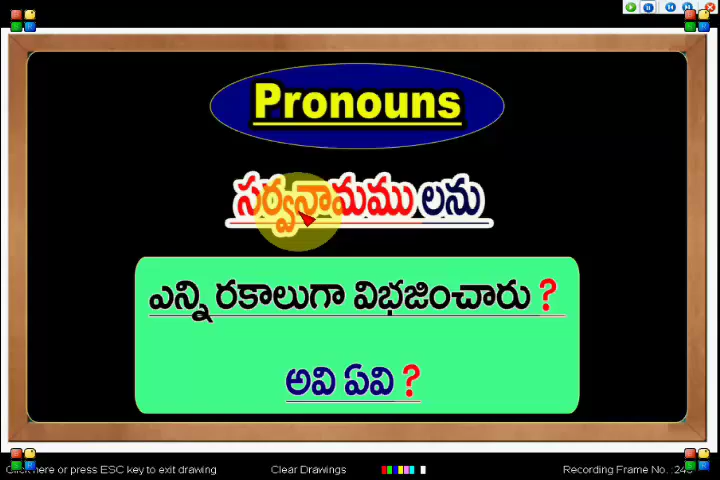 Pronouns
సర్వనామము లను
ఎన్ని రకాలుగా విభజించారు ?
అవి ఏవి ?
Click here or press ESC key to exit drawing
Clear Drawings
Recording Frame No. :